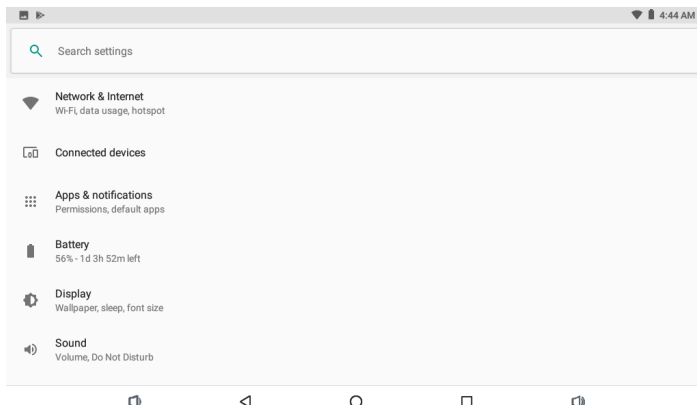 4:44 AM
Search settings
Network & Internet
Wi-Fi, data usage, hotspot
Connected devices
Apps & notifications
Permissions, default apps
Battery
56% - 1d 3h 52m left
Display
Wallpaper, sleep, font size
Sound
Volume, Do Not Disturb